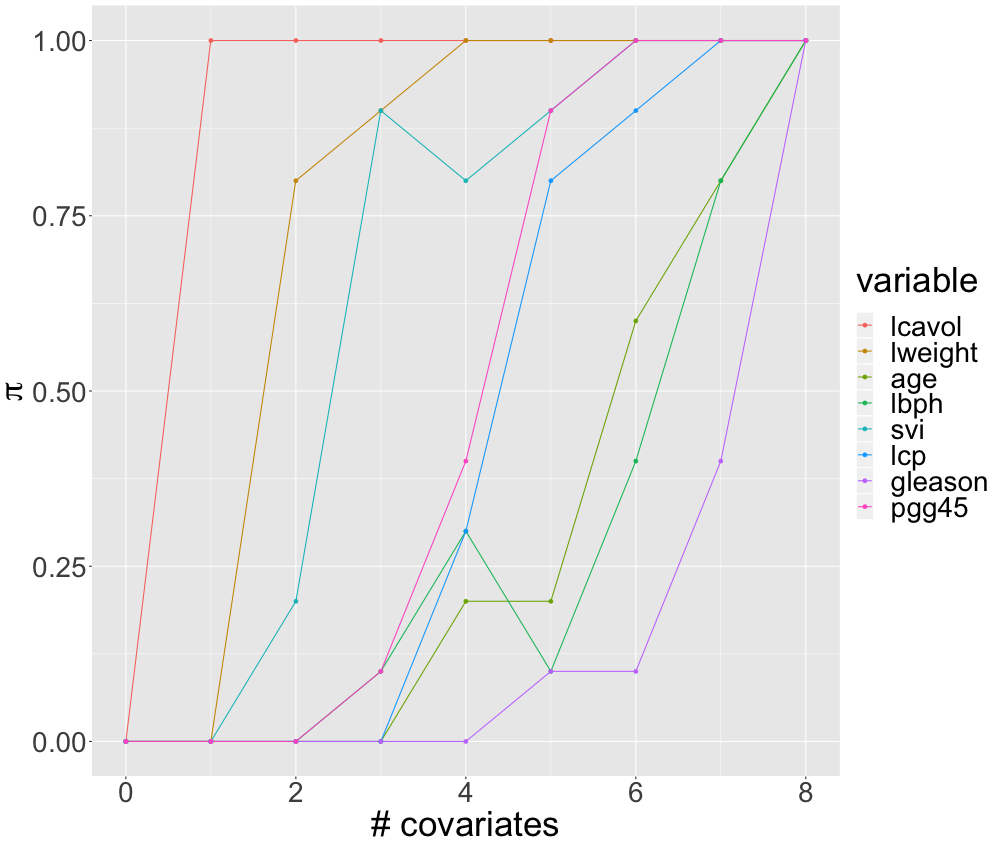 1.00
0.75
0.50
0.25
0.00
π
0 2 4 6 8
# covariates
variable
lcavol
lweight
age
lbph
svi
lcp
gleason
pgg45